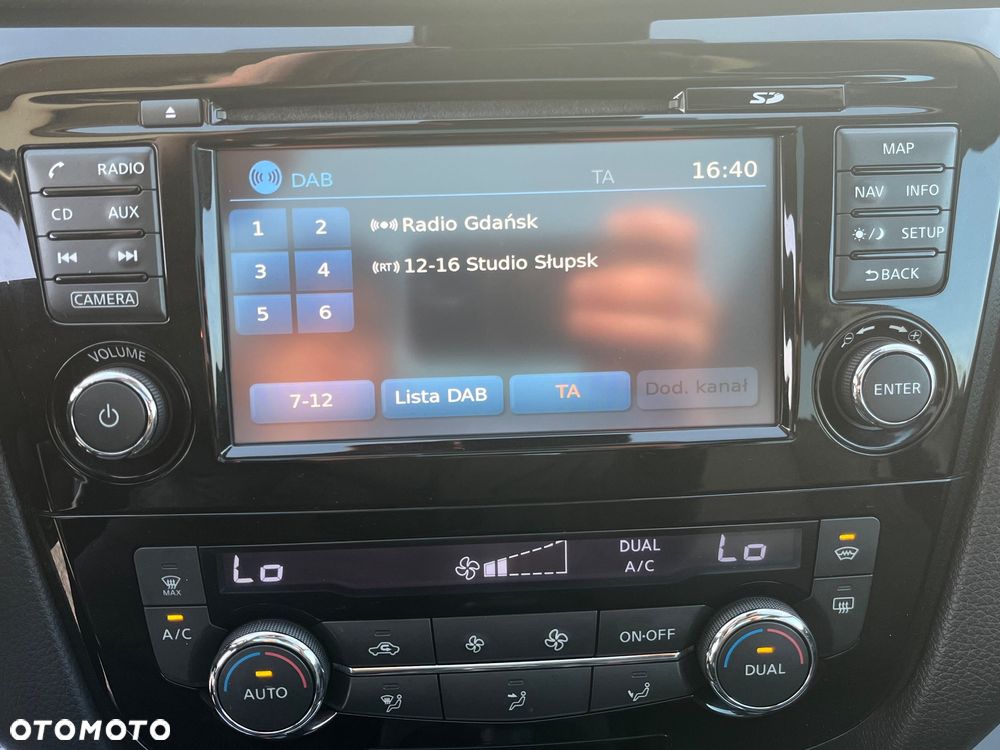 SD
RADIO
CD AUX
CAMERA
VOLUME
DAB TA 16:40
1 2 Radio Gdańsk
3 4 (RT) 12-16 Studio Słupsk
5 6
7-12 Lista DAB TA Dod. kanał
MAP
NAV INFO
SETUP
BACK
ENTER
Lo DUAL Lo
A/C
MAX
A/C
ON·OFF
AUTO
DUAL
OTOMOTO